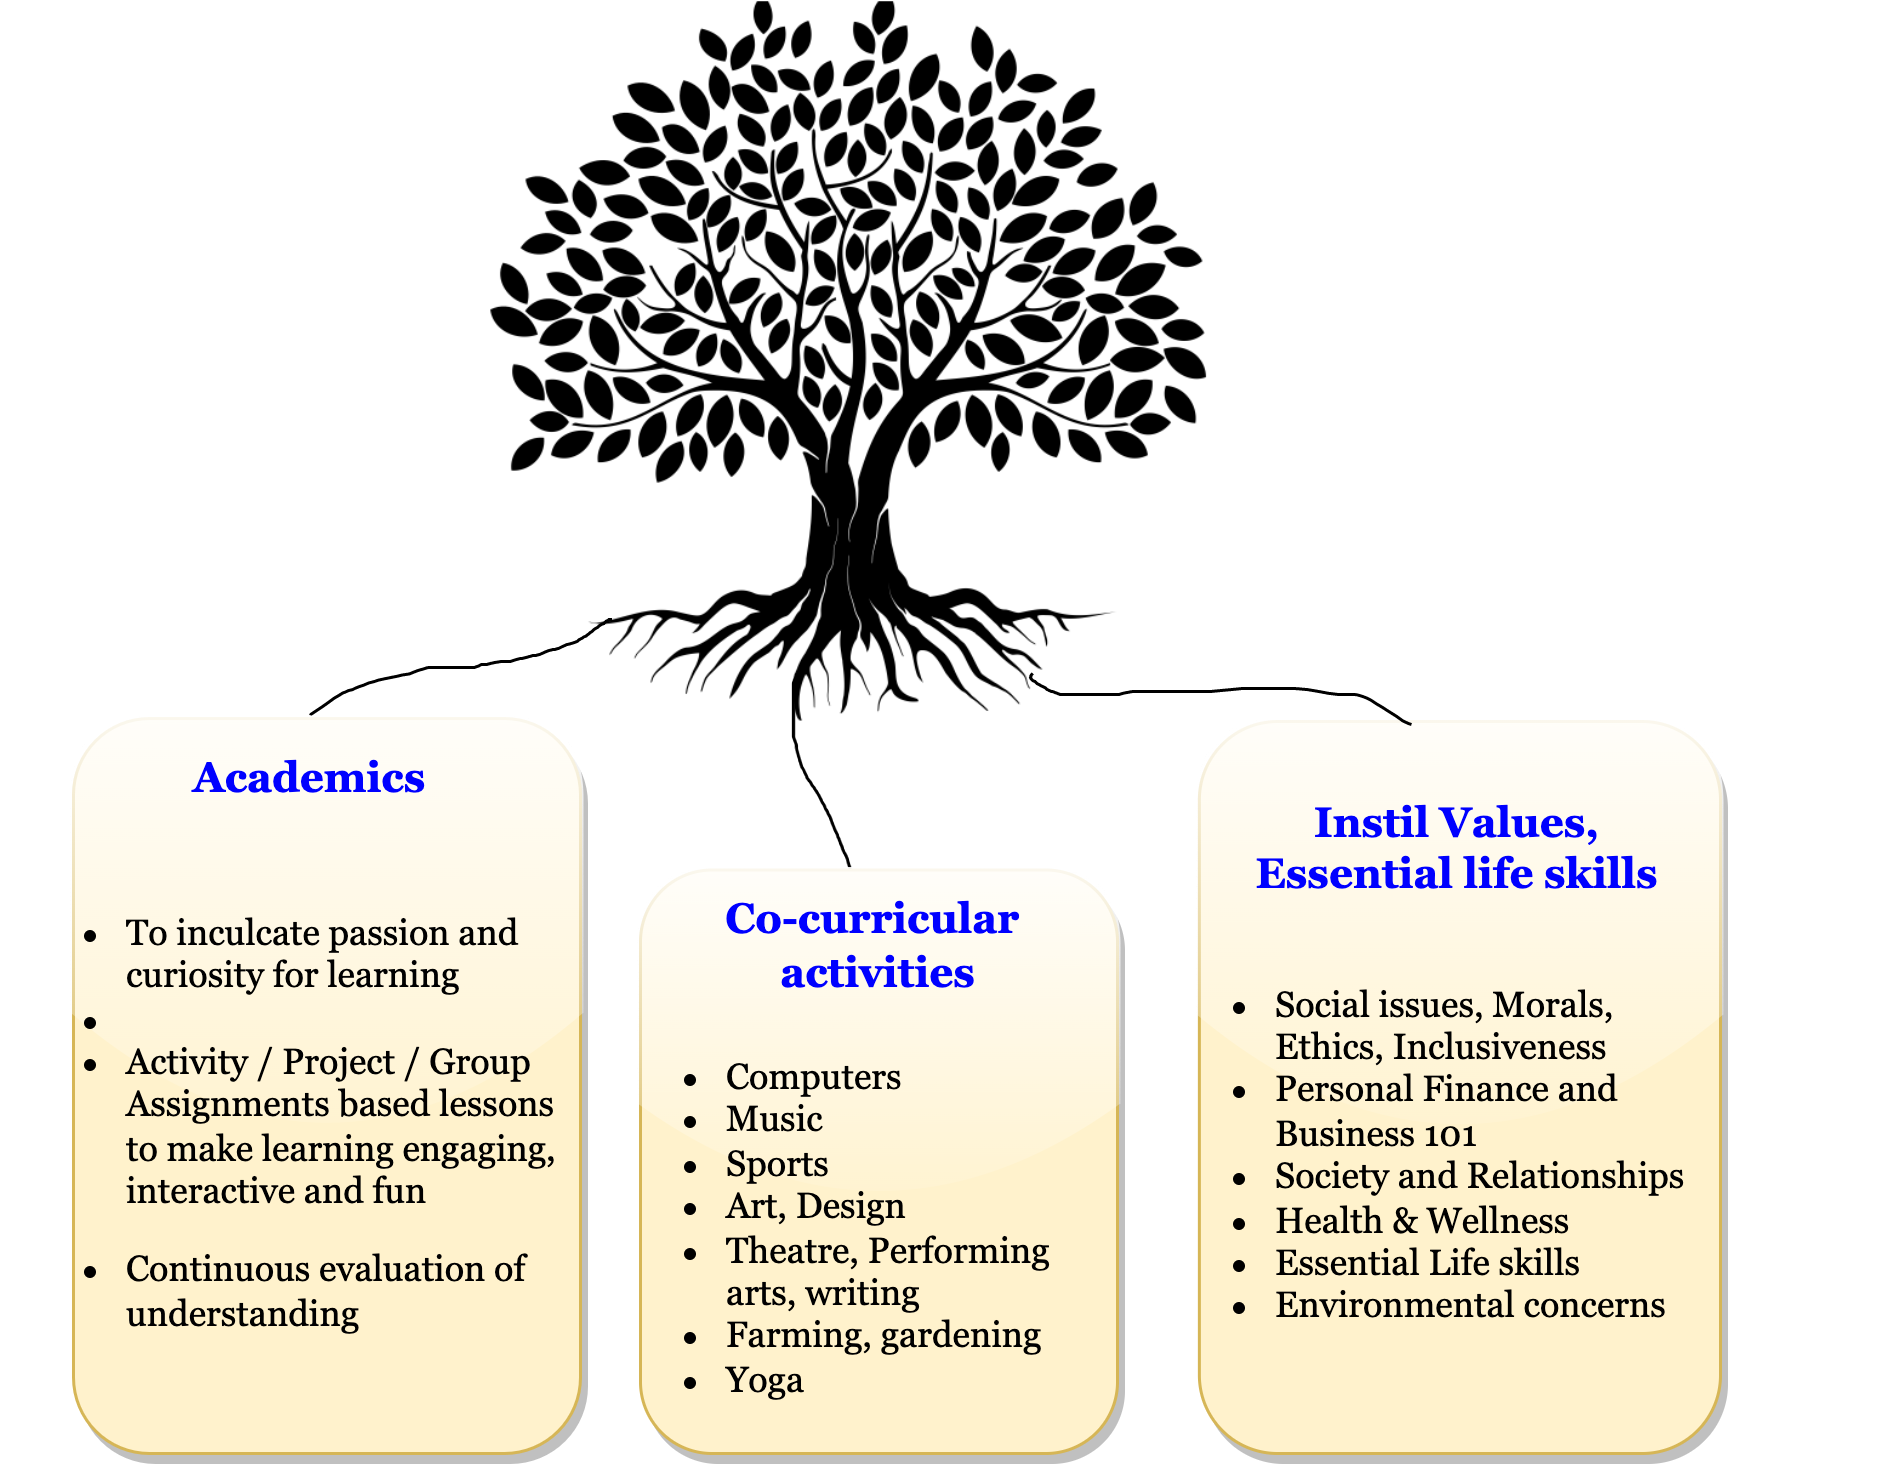 Academics
• To inculcate passion and
curiosity for learning
•
• Activity / Project / Group
Assignments based lessons
to make learning engaging,
interactive and fun
• Continuous evaluation of
understanding
Co-curricular
activities
• Computers
• Music
• Sports
• Art, Design
• Theatre, Performing
arts, writing
• Farming, gardening
• Yoga
Instil Values,
Essential life skills
• Social issues, Morals,
Ethics, Inclusiveness
• Personal Finance and
Business 101
• Society and Relationships
• Health & Wellness
• Essential Life skills
• Environmental concerns